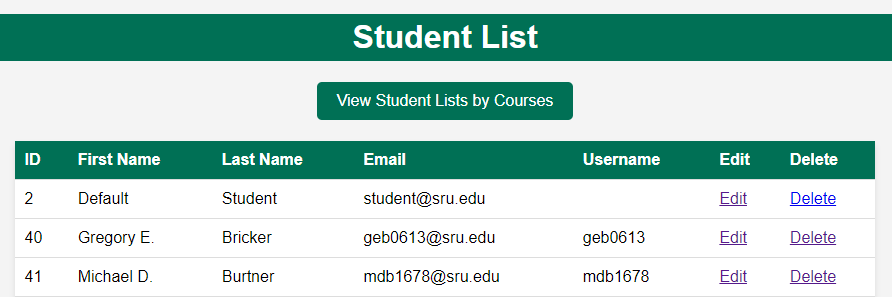 Student List
View Student Lists by Courses
ID First Name Last Name Email Username Edit Delete
2 Default Student student@sru.edu Edit Delete
40 Gregory E. Bricker geb0613@sru.edu geb0613 Edit Delete
41 Michael D. Burtner mdb1678@sru.edu mdb1678 Edit Delete